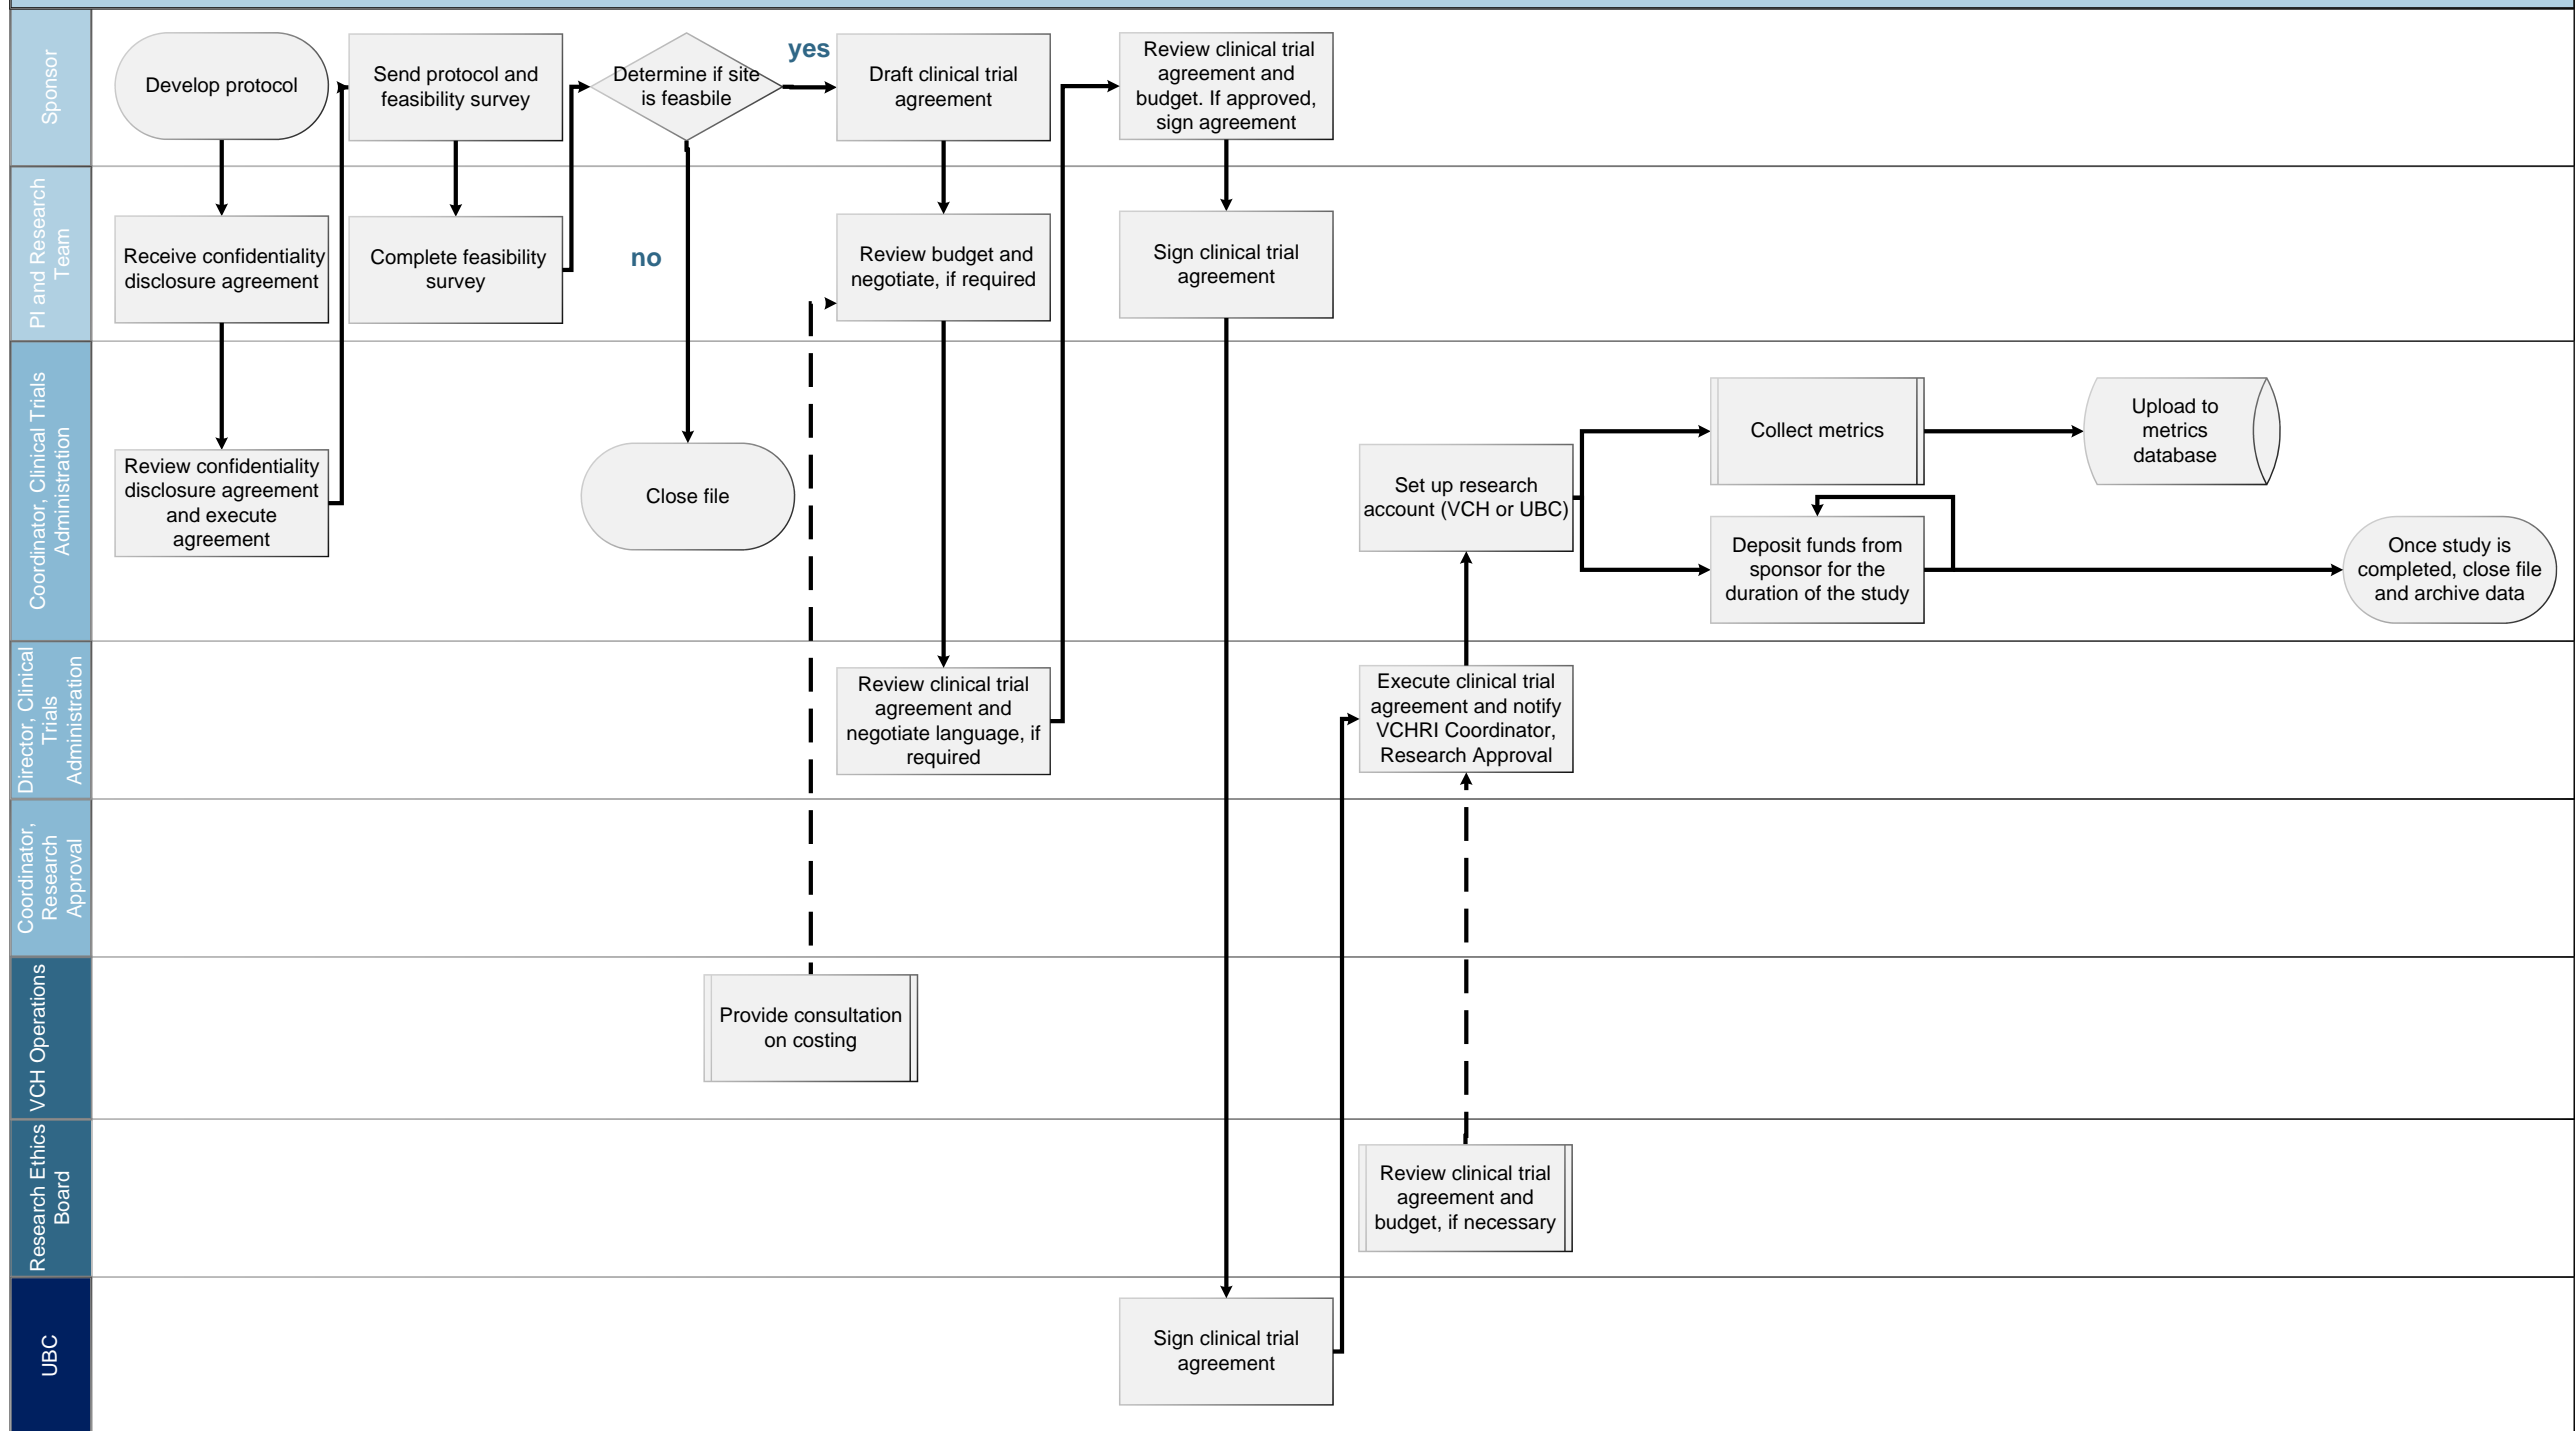 Sponsor
Develop protocol
Send protocol and
feasibility survey
Determine if site
is feasbile
yes
Draft clinical trial
agreement
Review clinical trial
agreement and
budget. If approved,
sign agreement
PI and Research
Team
Receive confidentiality
disclosure agreement
Complete feasibility
survey
no
Review budget and
negotiate, if required
Sign clinical trial
agreement
Coordinator, Clinical Trials
Administration
Review confidentiality
disclosure agreement
and execute
agreement
Close file
Set up research
account (VCH or UBC)
Collect metrics
Upload to
metrics
database
Deposit funds from
sponsor for the
duration of the study
Once study is
completed, close file
and archive data
Director, Clinical
Trials
Administration
Review clinical trial
agreement and
negotiate language, if
required
Execute clinical trial
agreement and notify
VCHRI Coordinator,
Research Approval
Coordinator,
Research
Approval
VCH Operations
Provide consultation
on costing
Research Ethics
Board
Review clinical trial
agreement and
budget, if necessary
UBC
Sign clinical trial
agreement